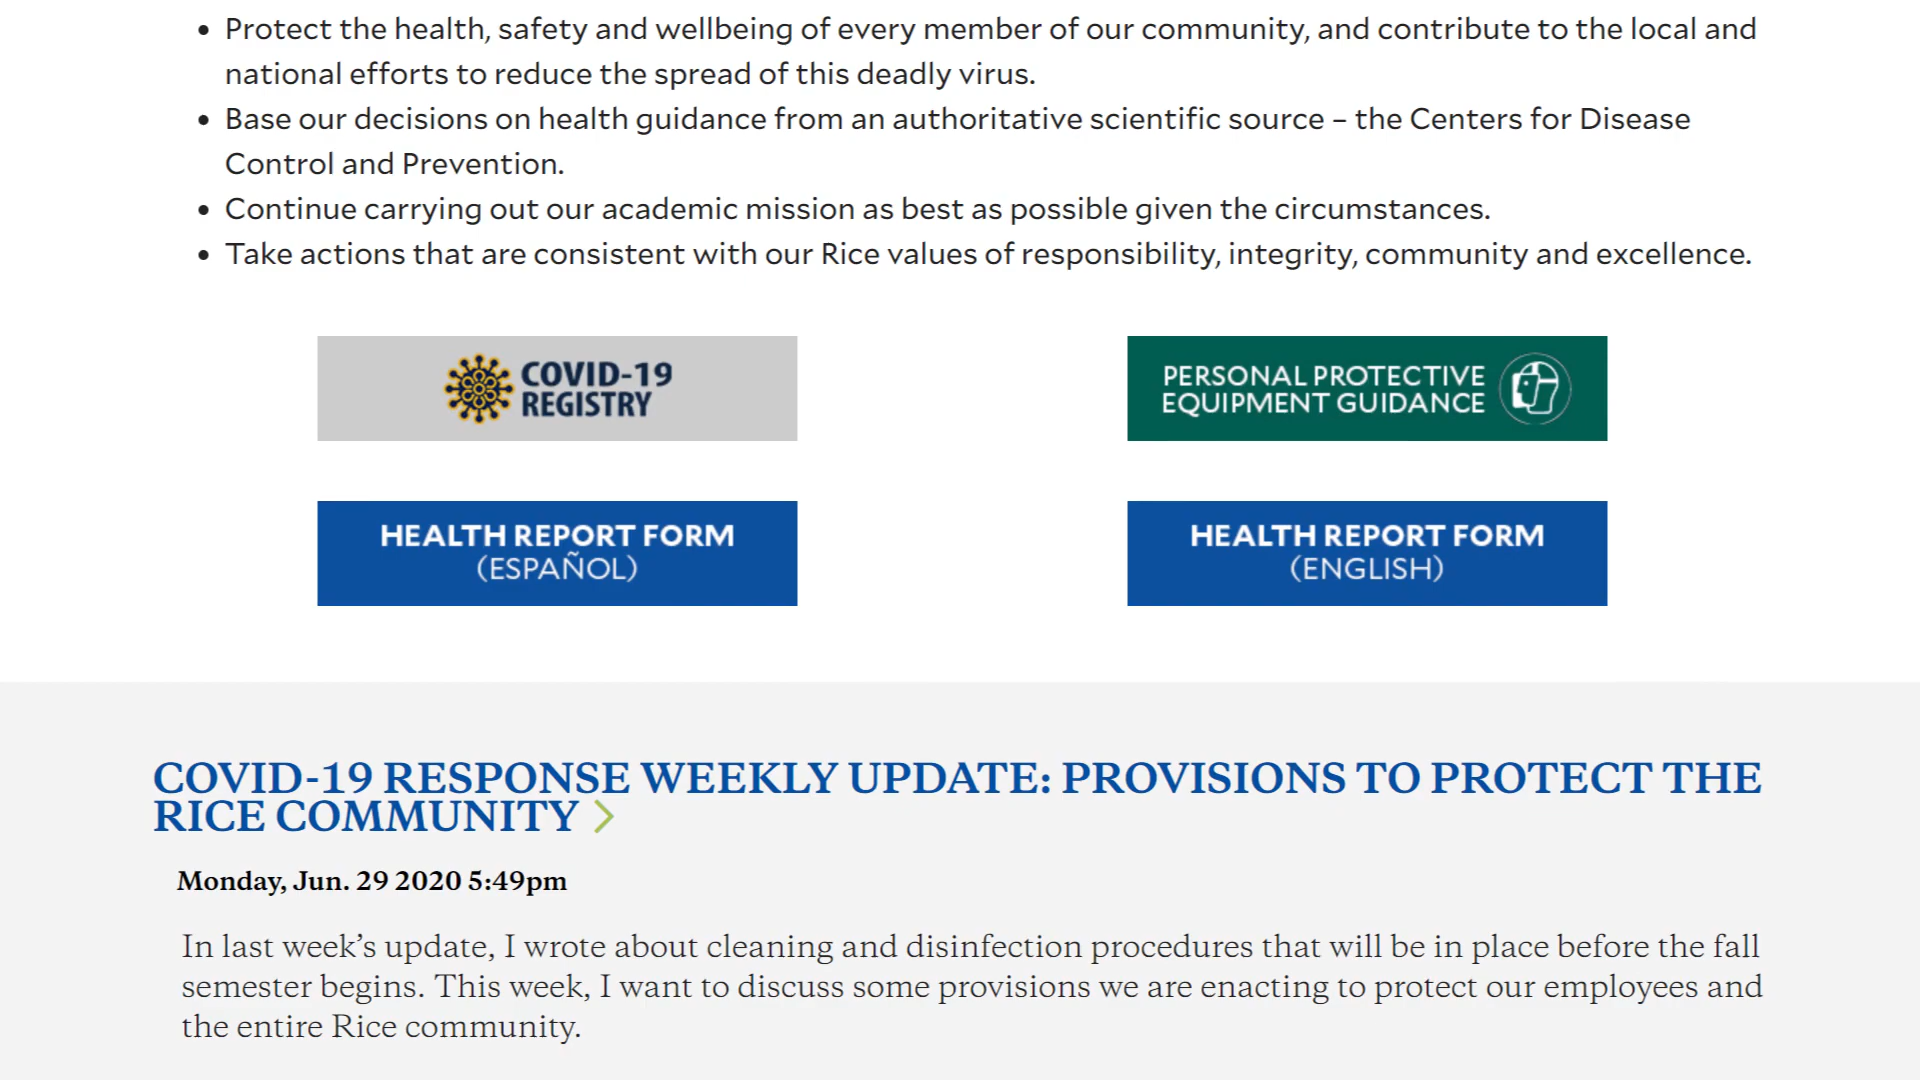 • Protect the health, safety and wellbeing of every member of our community, and contribute to the local and
national efforts to reduce the spread of this deadly virus.
• Base our decisions on health guidance from an authoritative scientific source – the Centers for Disease
Control and Prevention.
• Continue carrying out our academic mission as best as possible given the circumstances.
• Take actions that are consistent with our Rice values of responsibility, integrity, community and excellence.
COVID-19
REGISTRY
PERSONAL PROTECTIVE
EQUIPMENT GUIDANCE
HEALTH REPORT FORM
(ESPAÑOL)
HEALTH REPORT FORM
(ENGLISH)
COVID-19 RESPONSE WEEKLY UPDATE: PROVISIONS TO PROTECT THE
RICE COMMUNITY
Monday, Jun. 29 2020 5:49pm
In last week’s update, I wrote about cleaning and disinfection procedures that will be in place before the fall
semester begins. This week, I want to discuss some provisions we are enacting to protect our employees and
the entire Rice community.